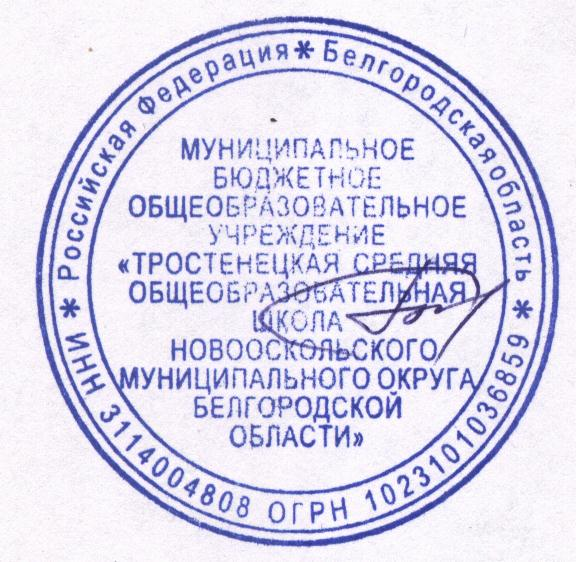 * Российская Федерация * Белгородская область *
ИНН 3114004808 ОГРН 1023101036859
МУНИЦИПАЛЬНОЕ
БЮДЖЕТНОЕ
ОБЩЕОБРАЗОВАТЕЛЬНОЕ
УЧРЕЖДЕНИЕ
«ТРОСТЕНЕЦКАЯ СРЕДНЯЯ
ОБЩЕОБРАЗОВАТЕЛЬНАЯ
ШКОЛА
НОВООСКОЛЬСКОГО
МУНИЦИПАЛЬНОГО ОКРУГА
БЕЛГОРОДСКОЙ
ОБЛАСТИ»